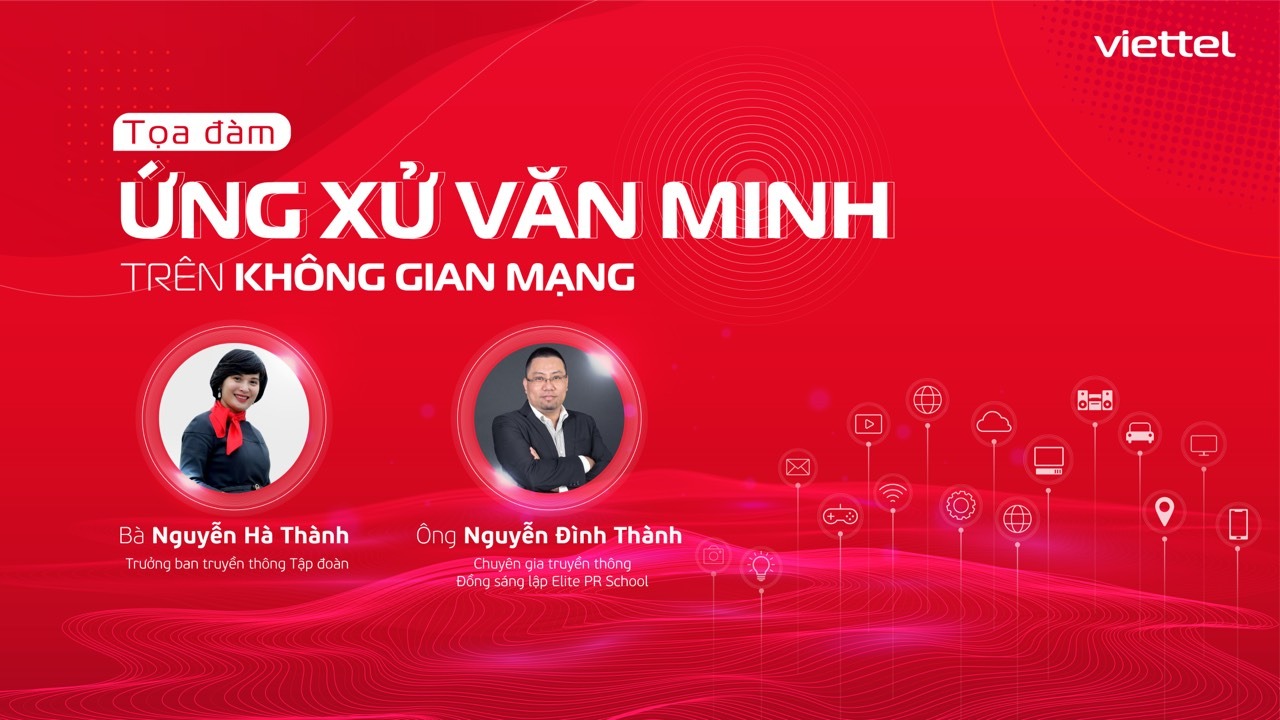 viettel
Tọa đàm
ỨNG XỬ VĂN MINH
TRÊN KHÔNG GIAN MẠNG
Bà Nguyễn Hà Thành
Trưởng ban truyền thông Tập đoàn
Ông Nguyễn Đình Thành
Chuyên gia truyền thông
Đồng sáng lập Elite PR School